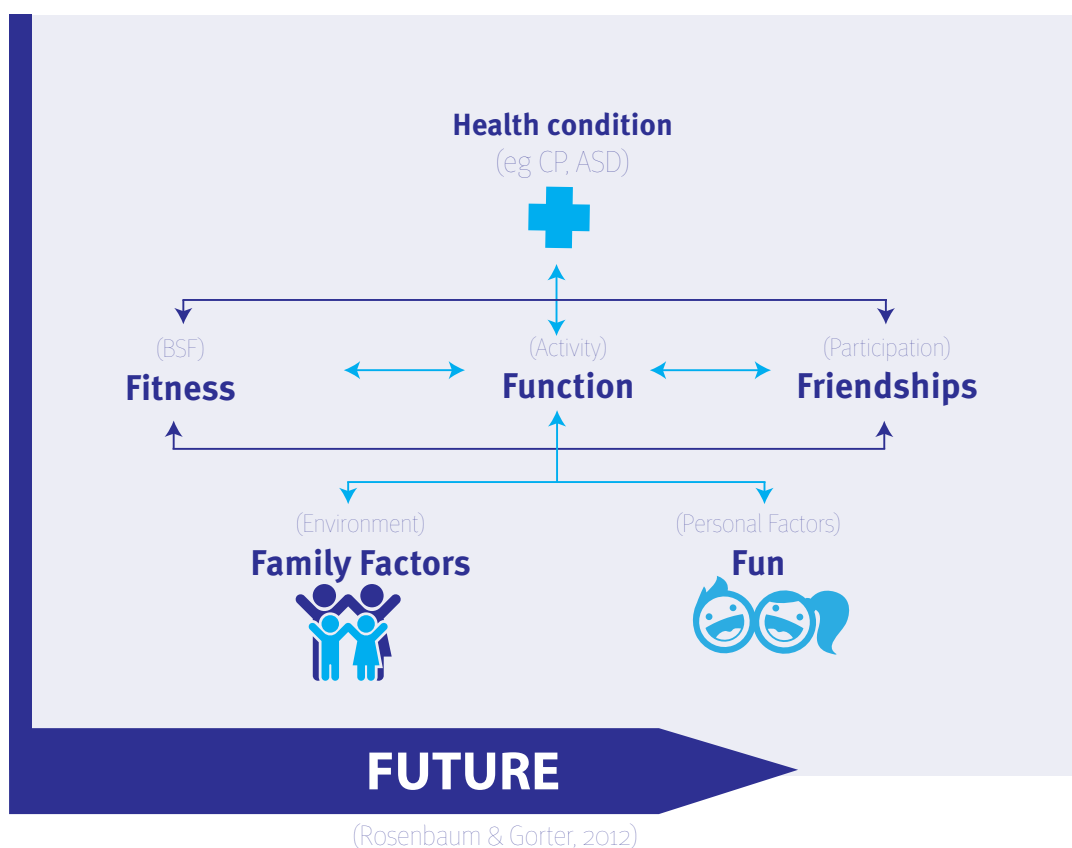 Health condition
(eg CP, ASD)
(BSF)
Fitness
(Activity)
Function
(Participation)
Friendships
(Environment)
Family Factors
(Personal Factors)
Fun
FUTURE
(Rosenbaum & Gorter, 2012)